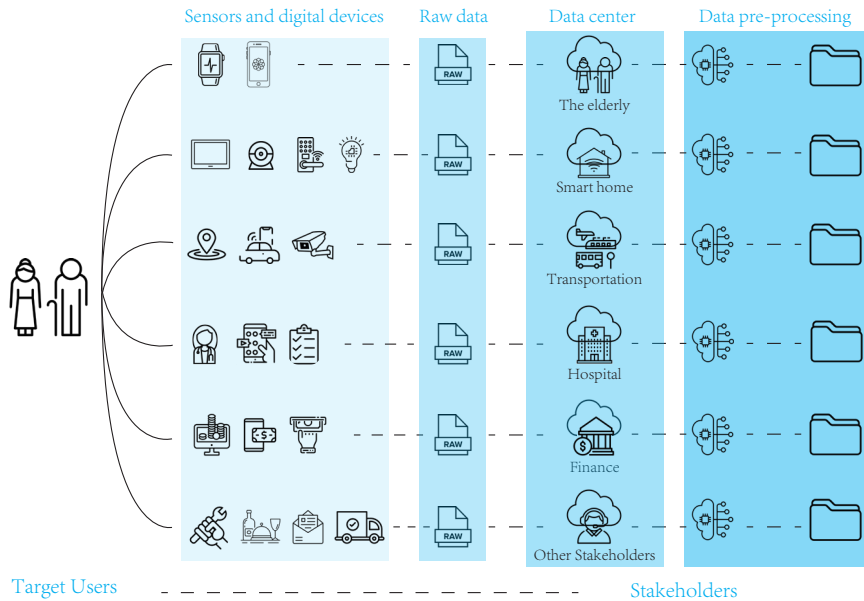 Sensors and digital devices
Raw data
Data center
Data pre-processing
RAW
The elderly
RAW
Smart home
RAW
Transportation
RAW
Hospital
RAW
$
$
Finance
RAW
Other Stakeholders
Target Users
Stakeholders